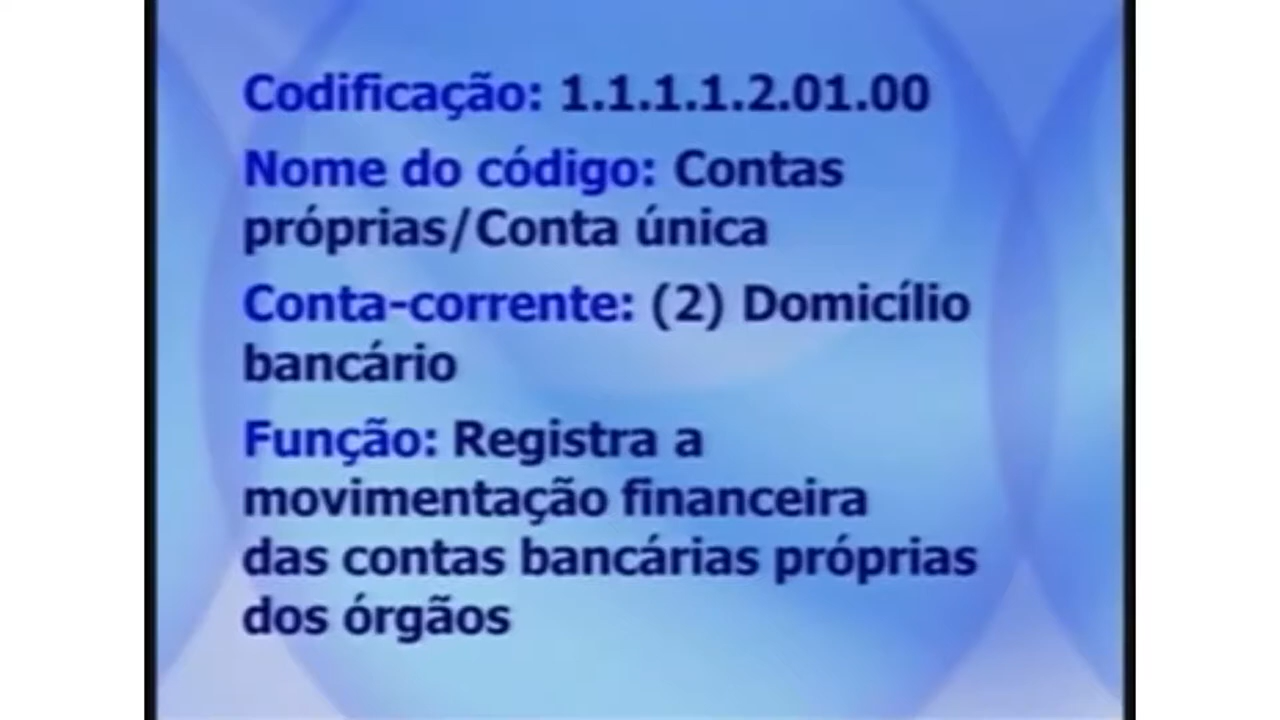 Codificação: 1.1.1.1.2.01.00
Nome do código: Contas
próprias/Conta única
Conta-corrente: (2) Domicílio
bancário
Função: Registra a
movimentação financeira
das contas bancárias próprias
dos órgãos